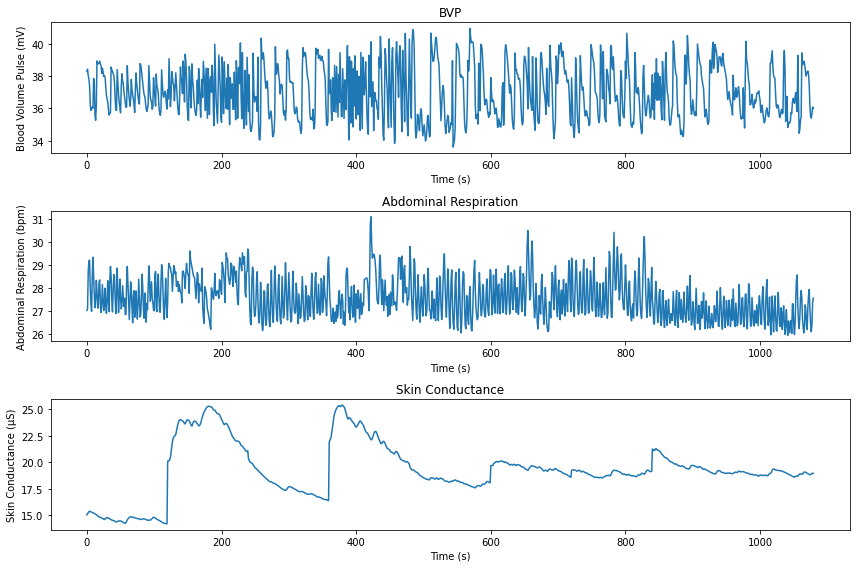 BVP
Blood Volume Pulse (mV)
40
38
36
34
0 200 400 600 800 1000
Time (s)
Abdominal Respiration
Abdominal Respiration (bpm)
31
30
29
28
27
26
0 200 400 600 800 1000
Time (s)
Skin Conductance
Skin Conductance (μS)
25.0
22.5
20.0
17.5
15.0
0 200 400 600 800 1000
Time (s)